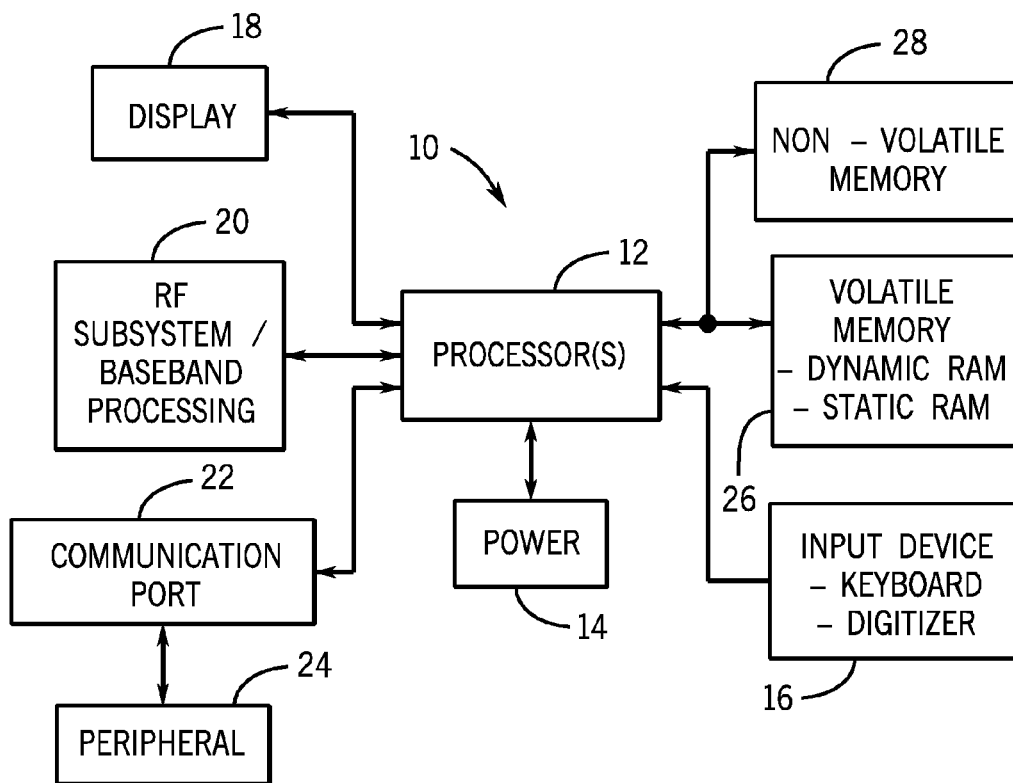 18
DISPLAY
28
NON – VOLATILE
MEMORY
10
20
RF
SUBSYSTEM /
BASEBAND
PROCESSING
12
PROCESSOR(S)
VOLATILE
MEMORY
– DYNAMIC RAM
– STATIC RAM
26
22
COMMUNICATION
PORT
POWER
14
INPUT DEVICE
– KEYBOARD
– DIGITIZER
16
24
PERIPHERAL